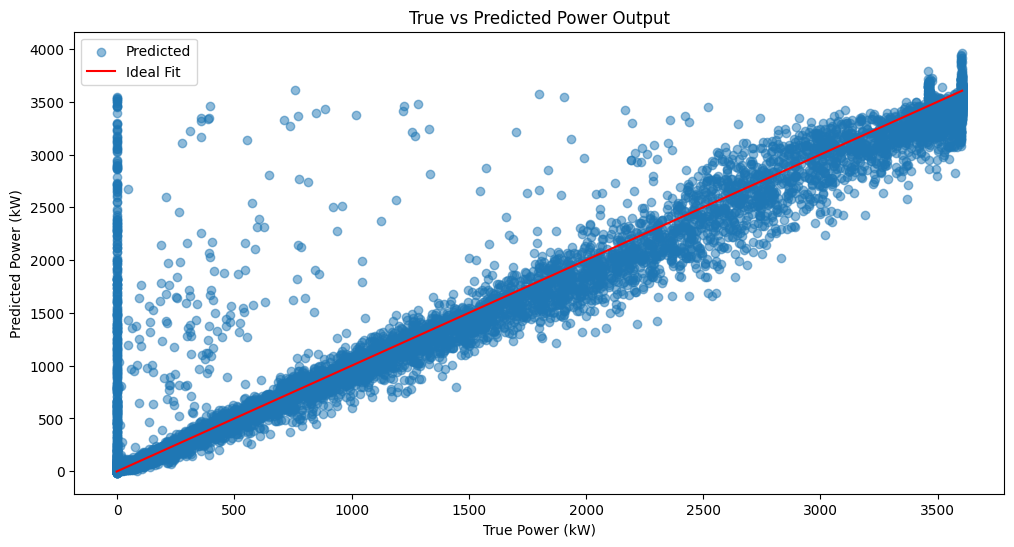 True vs Predicted Power Output
Predicted
Ideal Fit
Predicted Power (kW)
4000
3500
3000
2500
2000
1500
1000
500
0
0 500 1000 1500 2000 2500 3000 3500
True Power (kW)